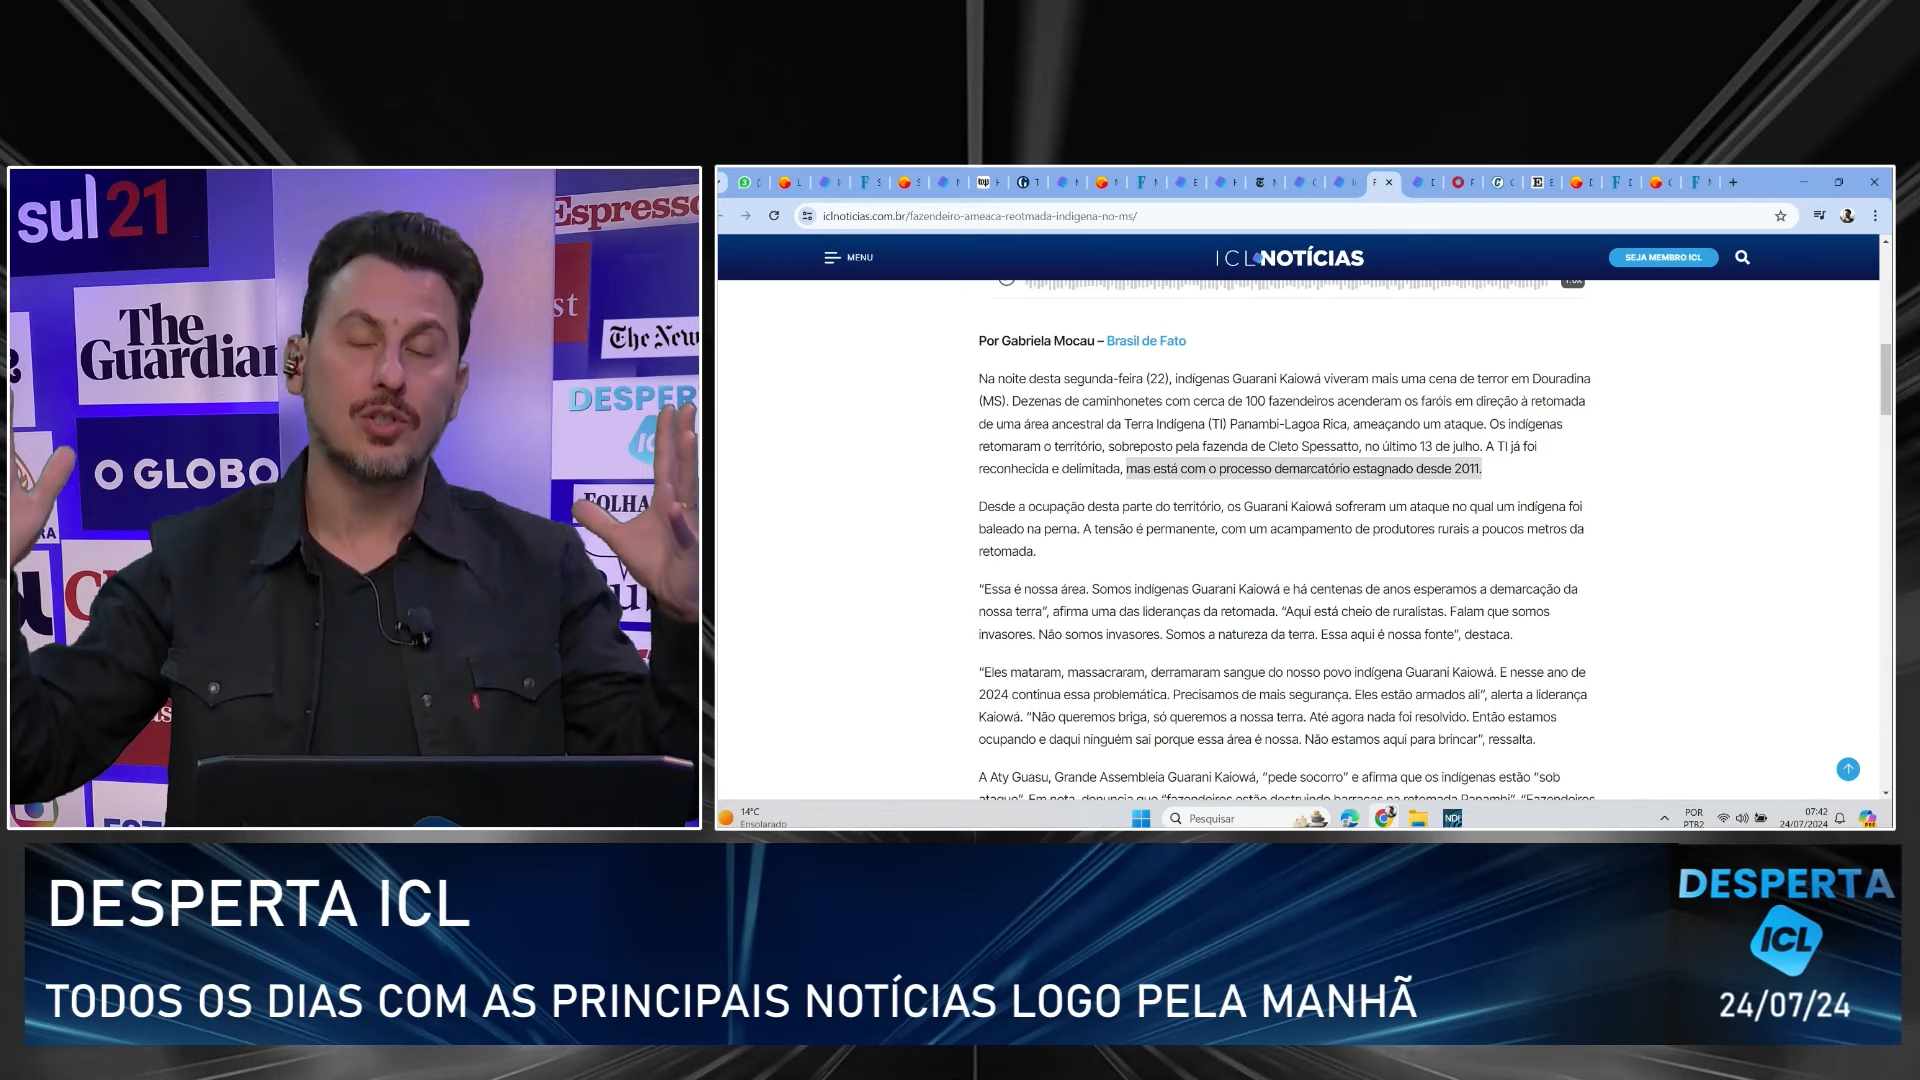 sul21
Espresso
The Guardian
The New
DESPER
O GLOBO
FOLHA
iclnoticias.com.br/fazendeiro-ameaca-reotmada-indigena-no-ms/
MENU
ICL NOTÍCIAS
SEJA MEMBRO ICL
Por Gabriela Mocau – Brasil de Fato
Na noite desta segunda-feira (22), indígenas Guarani Kaiowá viveram mais uma cena de terror em Douradina
(MS). Dezenas de caminhonetes com cerca de 100 fazendeiros acenderam os faróis em direção à retomada
de uma área ancestral da Terra Indígena (TI) Panambi-Lagoa Rica, ameaçando um ataque. Os indígenas
retomaram o território, sobreposto pela fazenda de Cleto Spessatto, no último 13 de julho. A TI já foi
reconhecida e delimitada, mas está com o processo demarcatório estagnado desde 2011.
Desde a ocupação desta parte do território, os Guarani Kaiowá sofreram um ataque no qual um indígena foi
baleado na perna. A tensão é permanente, com um acampamento de produtores rurais a poucos metros da
retomada.
“Essa é nossa área. Somos indígenas Guarani Kaiowá e há centenas de anos esperamos a demarcação da
nossa terra”, afirma uma das lideranças da retomada. “Aqui está cheio de ruralistas. Falam que somos
invasores. Não somos invasores. Somos a natureza da terra. Essa aqui é nossa fonte”, destaca.
“Eles mataram, massacraram, derramaram sangue do nosso povo indígena Guarani Kaiowá. E nesse ano de
2024 continua essa problemática. Precisamos de mais segurança. Eles estão armados ali”, alerta a liderança
Kaiowá. “Não queremos briga, só queremos a nossa terra. Até agora nada foi resolvido. Então estamos
ocupando e daqui ninguém sai porque essa área é nossa. Não estamos aqui para brincar”, ressalta.
A Aty Guasu, Grande Assembleia Guarani Kaiowá, “pede socorro” e afirma que os indígenas estão “sob
ataque”. Em nota, denuncia que “fazendeiros estão destruindo barracas na retomada Panambi”. “Fazendeiros
14°C
Ensolarado
Pesquisar
POR
PTB2
07:42
24/07/2024
DESPERTA ICL
TODOS OS DIAS COM AS PRINCIPAIS NOTÍCIAS LOGO PELA MANHÃ
DESPERTA
ICL
24/07/24